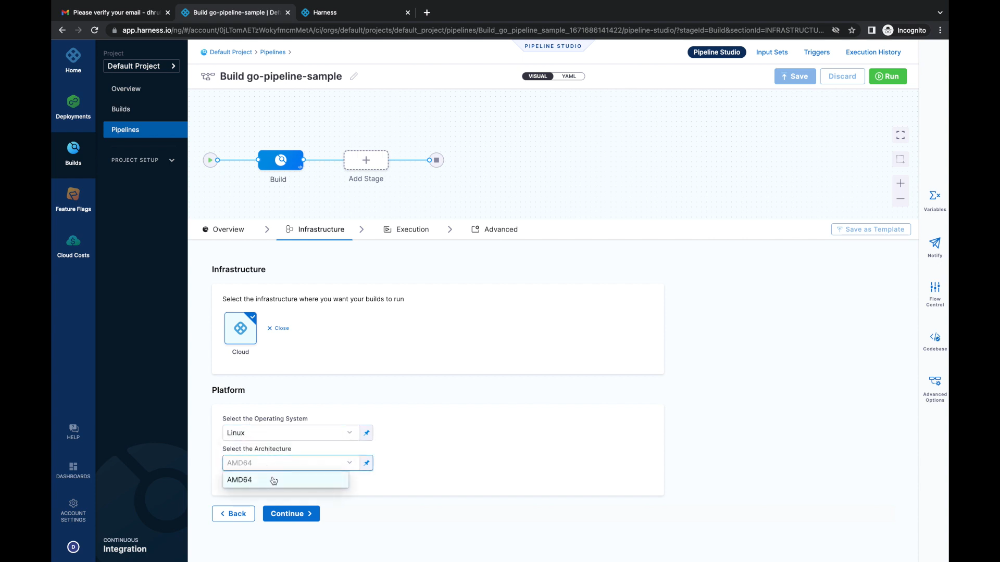 Please verify your email - dhru
Build go-pipeline-sample | Def
Harness
app.harness.io/ng/#/account/0jLTomAETzWokyfmcmMetA/ci/orgs/default/projects/default_project/pipelines/Build_go_pipeline_sample_1671686141422/pipeline-studio/?stageId=Build&sectionId=INFRASTRUCTU...
Incognito
Home
Deployments
Builds
Feature Flags
Cloud Costs
HELP
DASHBOARDS
ACCOUNT
SETTINGS
D
Project
Default Project
Overview
Builds
Pipelines
PROJECT SETUP
CONTINUOUS
Integration
Default Project > Pipelines >
PIPELINE STUDIO
Pipeline Studio
Input Sets
Triggers
Execution History
Build go-pipeline-sample
VISUAL
YAML
Save
Discard
Run
Build
Add Stage
Overview
Infrastructure
Execution
Advanced
Save as Template
Infrastructure
Select the infrastructure where you want your builds to run
Close
Cloud
Platform
Select the Operating System
Linux
Select the Architecture
AMD64
AMD64
Back
Continue
Variables
Notify
Flow
Control
Codebase
Advanced
Options